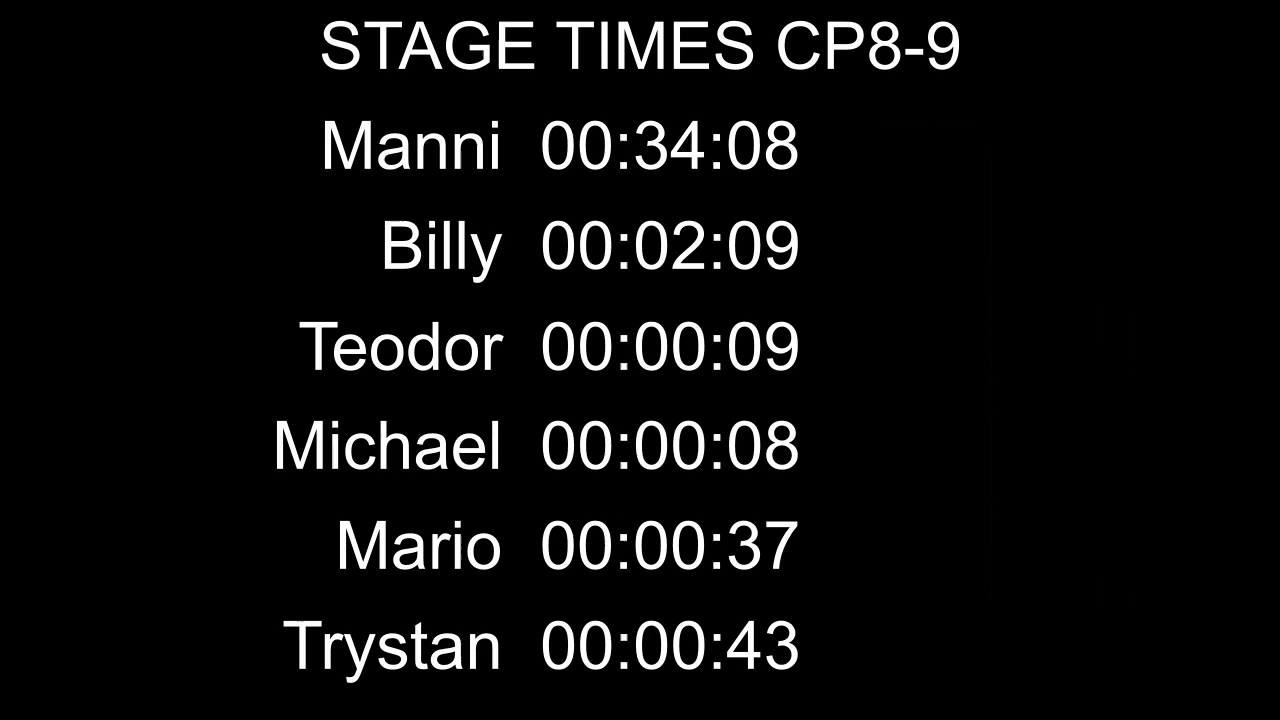 STAGE TIMES CP8-9
Manni 00:34:08
Billy 00:02:09
Teodor 00:00:09
Michael 00:00:08
Mario 00:00:37
Trystan 00:00:43